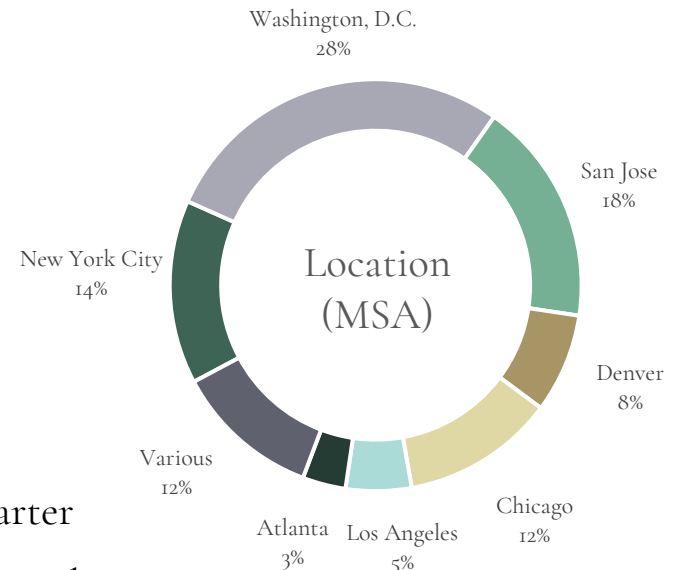 Washington, D.C.
28%
San Jose
18%
New York City
14%
Location
(MSA)
Denver
8%
Various
12%
Chicago
12%
Atlanta
3%
Los Angeles
5%
arter